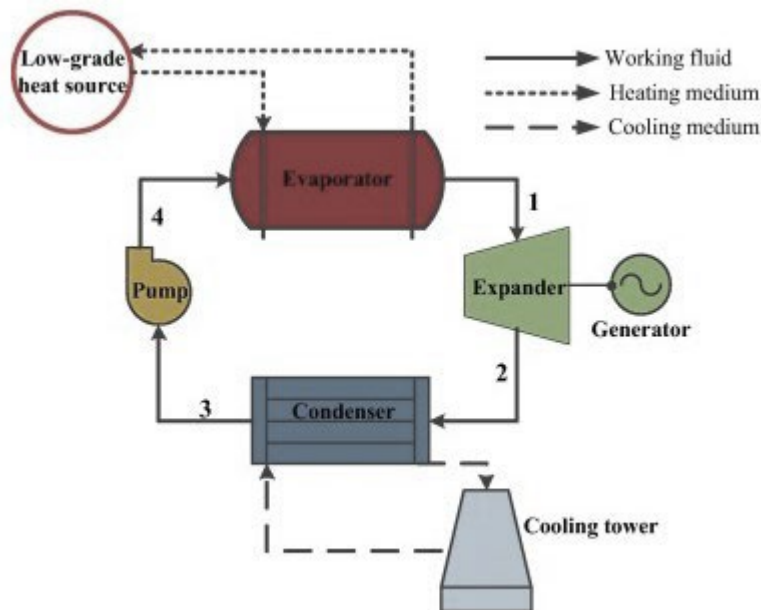 Low-grade
heat source
Working fluid
Heating medium
Cooling medium
Evaporator
4
1
Pump
Expander
Generator
2
3
Condenser
Cooling tower